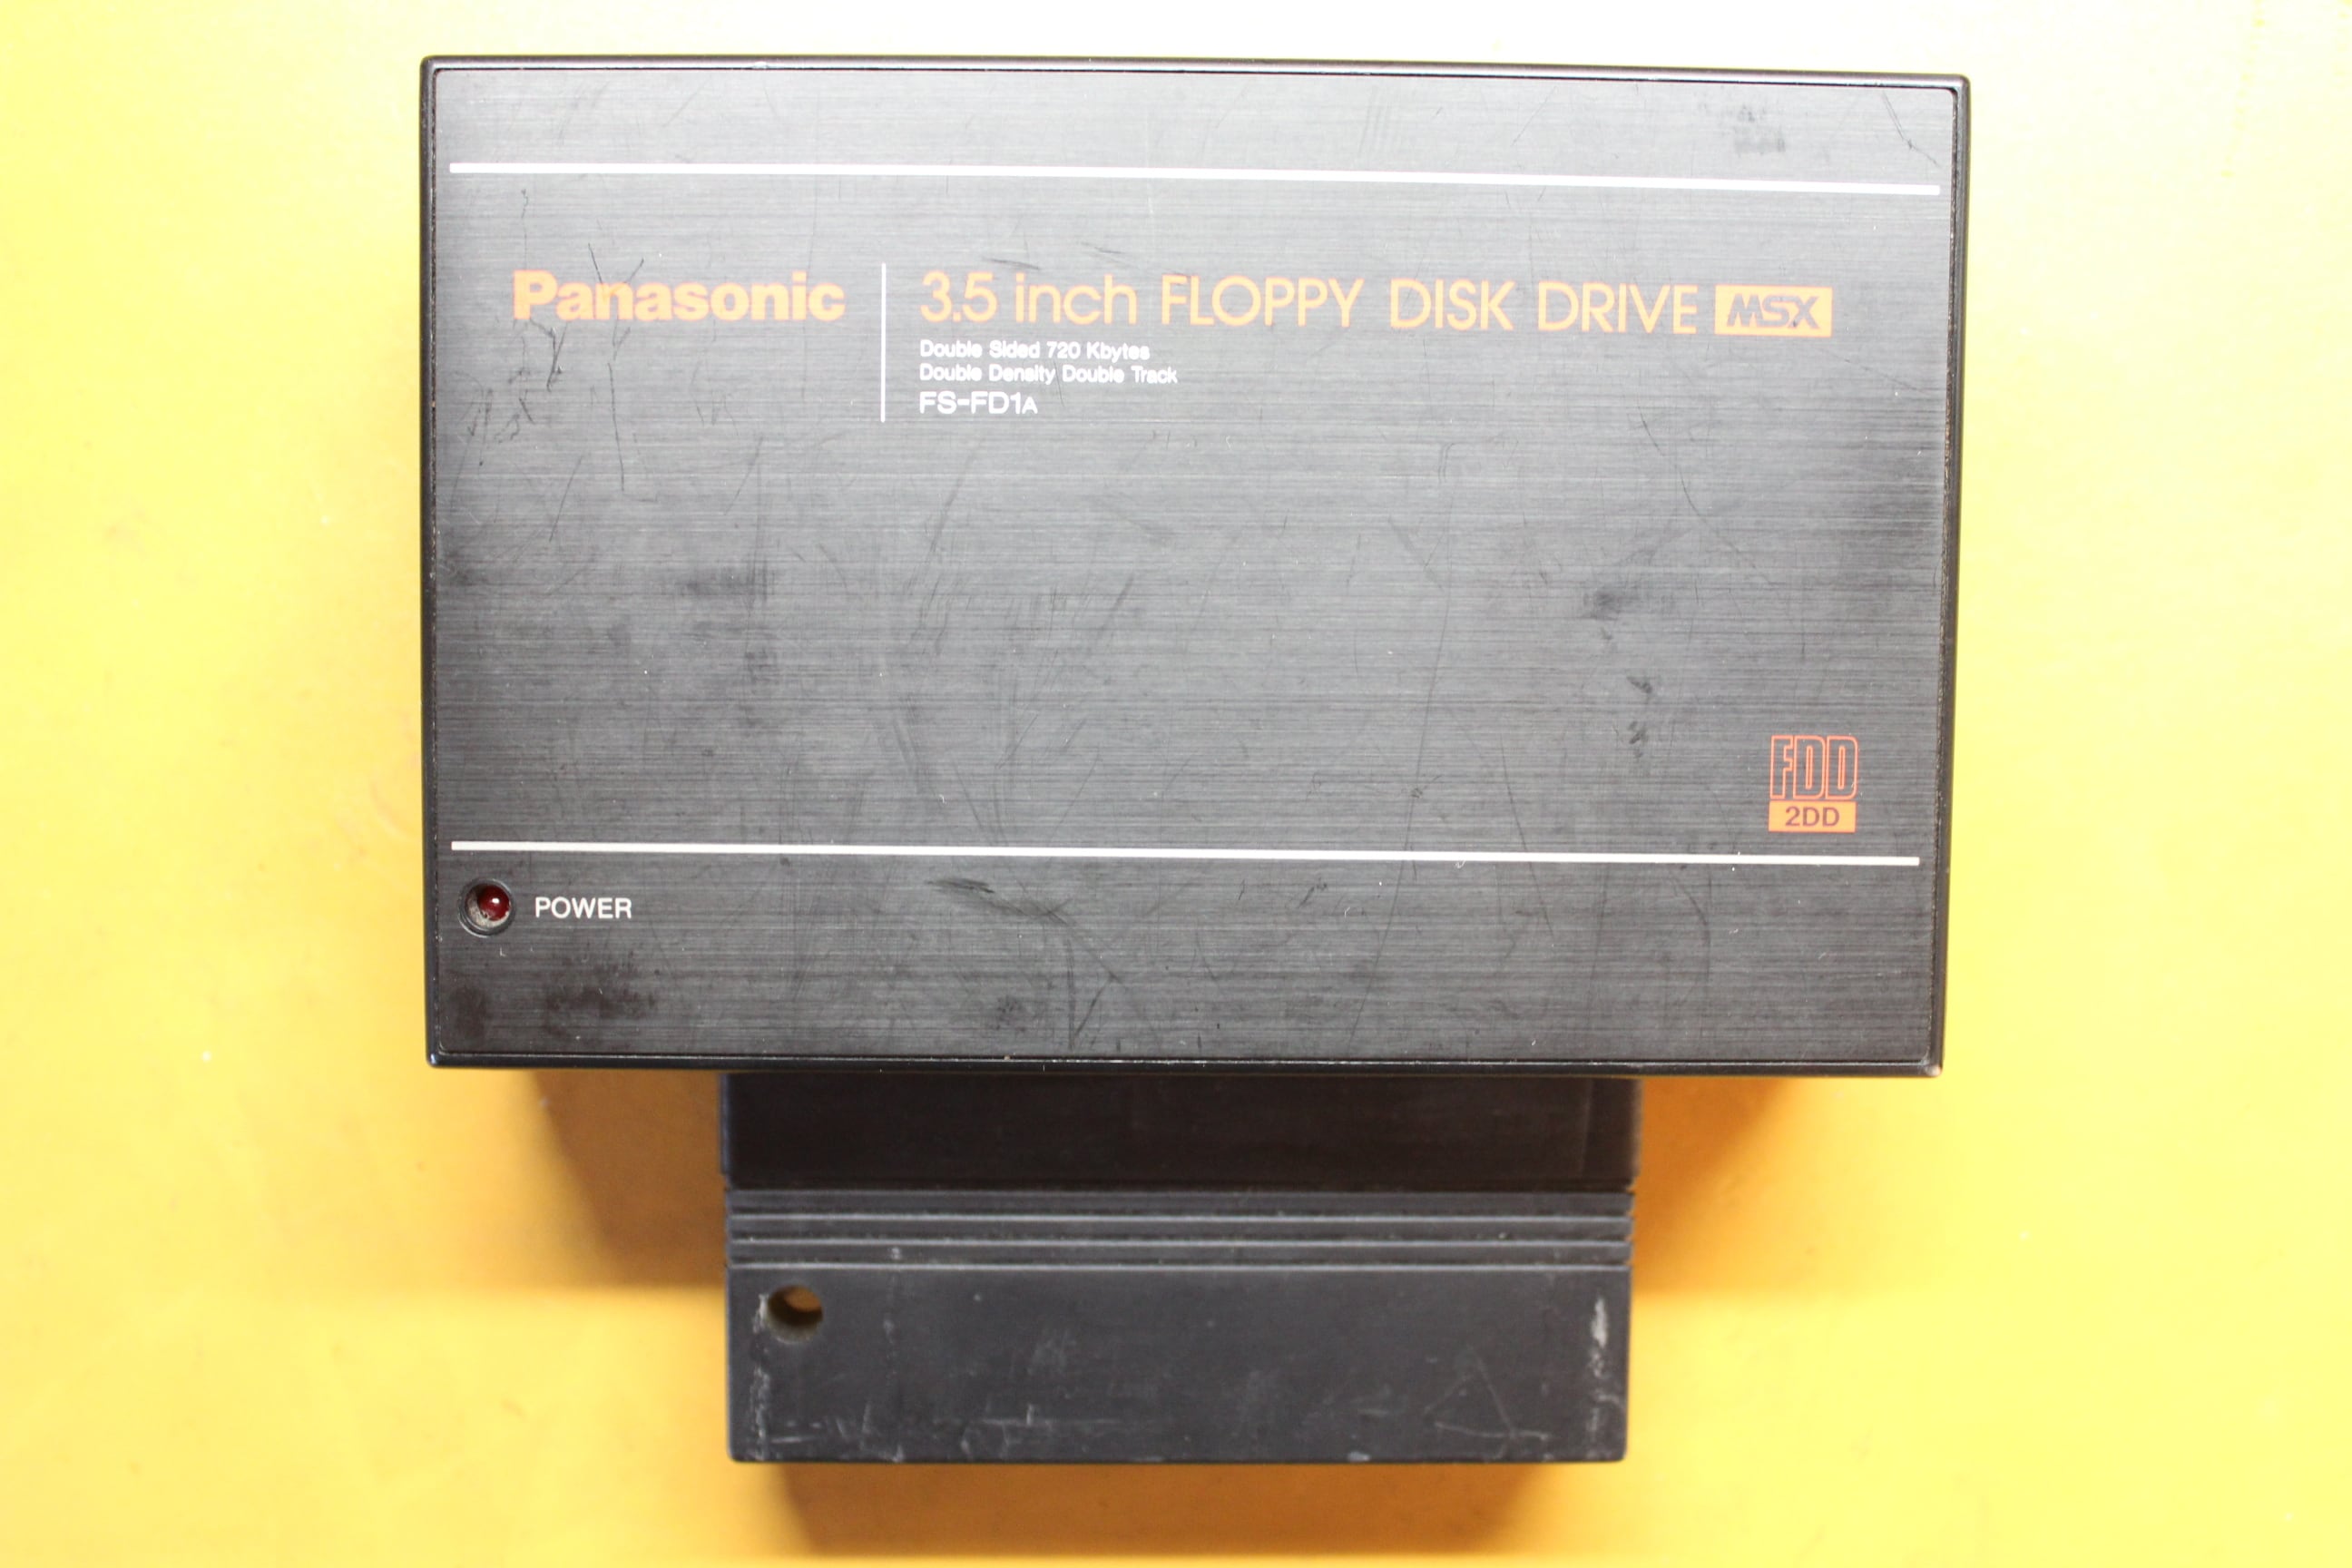 Panasonic
3.5 inch FLOPPY DISK DRIVE MSX
Double Sided 720 Kbytes
Double Density Double Track
FS-FD1A
FDD
2DD
POWER